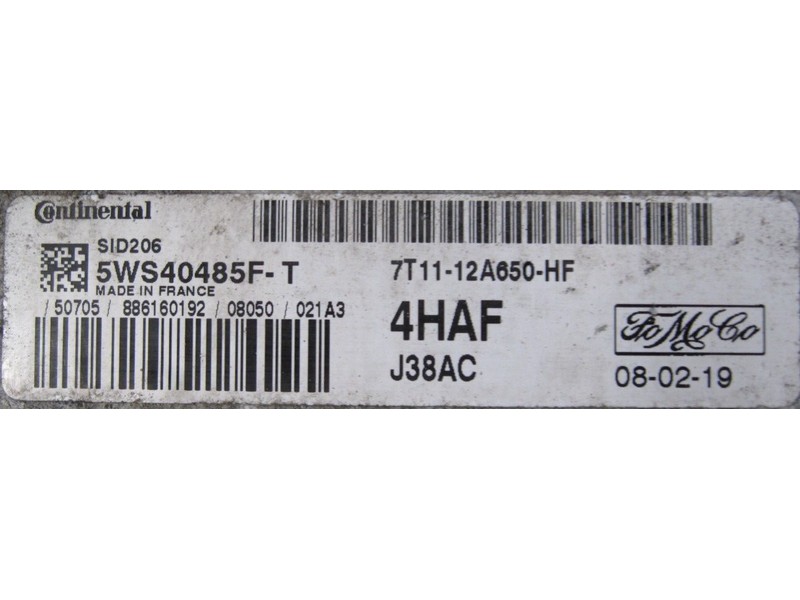 Continental
SID206
5WS40485F-T
MADE IN FRANCE
/ 50705 / 886160192 / 08050 / 021A3
7T11-12A650-HF
4HAF
J38AC
FoMoCo
08-02-19